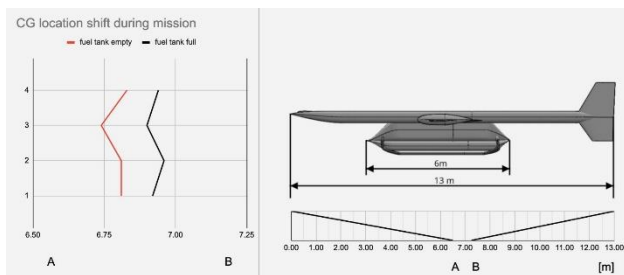 CG location shift during mission
fuel tank empty fuel tank full
4
3
2
1
6.50 6.75 7.00 7.25
A B
6m
13 m
0.00 1.00 2.00 3.00 4.00 5.00 6.00 7.00 8.00 9.00 10.00 11.00 12.00 13.00
A B [m]